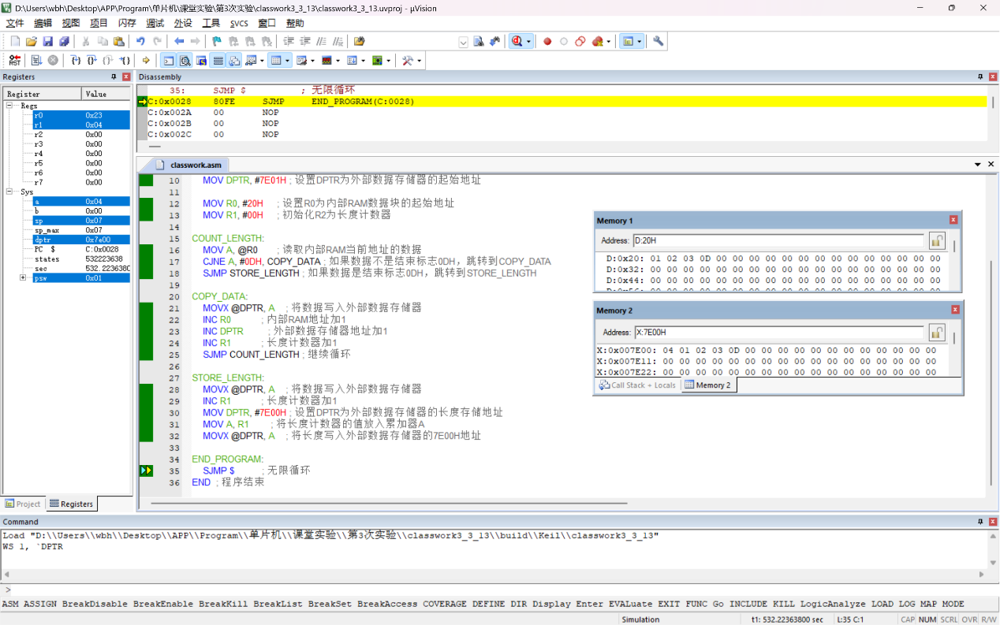 D:\Users\wbh\Desktop\APP\Program\单片机\课堂实验\第3次实验\classwork3_3_13\classwork3_3_13.uvproj - µVision
文件 编辑 视图 项目 闪存 调试 外设 工具 SVCS 窗口 帮助
Registers
Register Value
Regs
r0 0x23
r1 0x04
r2 0x00
r3 0x00
r4 0x00
r5 0x00
r6 0x00
r7 0x00
Sys
a 0x04
b 0x00
sp 0x07
sp_max 0x07
dptr 0x7e00
PC $ C:0x0028
states 532223638
sec 532.2236380
psw 0x01
Project Registers
Disassembly
35: SJMP $ ; 无限循环
C:0x0028 80FE SJMP END_PROGRAM(C:0028)
C:0x002A 00 NOP
C:0x002B 00 NOP
C:0x002C 00 NOP
classwork.asm
10 MOV DPTR, #7E01H ; 设置DPTR为外部数据存储器的起始地址
11
12 MOV R0, #20H ; 设置R0为内部RAM数据块的起始地址
13 MOV R1, #00H ; 初始化R2为长度计数器
14
15 COUNT_LENGTH:
16 MOV A, @R0 ; 读取内部RAM当前地址的数据
17 CJNE A, #0DH, COPY_DATA ; 如果数据不是结束标志0DH，跳转到COPY_DATA
18 SJMP STORE_LENGTH ; 如果数据是结束标志0DH，跳转到STORE_LENGTH
19
20 COPY_DATA:
21 MOVX @DPTR, A ; 将数据写入外部数据存储器
22 INC R0 ; 内部RAM地址加1
23 INC DPTR ; 外部数据存储器地址加1
24 INC R1 ; 长度计数器加1
25 SJMP COUNT_LENGTH ; 继续循环
26
27 STORE_LENGTH:
28 MOVX @DPTR, A ; 将数据写入外部数据存储器
29 INC R1 ; 长度计数器加1
30 MOV DPTR, #7E00H ; 设置DPTR为外部数据存储器的长度存储地址
31 MOV A, R1 ; 将长度计数器的值放入累加器A
32 MOVX @DPTR, A ; 将长度写入外部数据存储器的7E00H地址
33
34 END_PROGRAM:
35 SJMP $ ; 无限循环
36 END ; 程序结束
Memory 1
Address: D:20H
D:0x20: 01 02 03 0D 00 00 00 00 00 00 00 00 00 00 00 00 00 00
D:0x32: 00 00 00 00 00 00 00 00 00 00 00 00 00 00 00 00 00 00
D:0x44: 00 00 00 00 00 00 00 00 00 00 00 00 00 00 00 00 00 00
D:0x56: 00 00 00 00 00 00 00 00 00 00 00 00 00 00 00 00 00 00
Memory 2
Address: X:7E00H
X:0x007E00: 04 01 02 03 0D 00 00 00 00 00 00 00 00 00 00 00 00
X:0x007E11: 00 00 00 00 00 00 00 00 00 00 00 00 00 00 00 00 00
X:0x007E22: 00 00 00 00 00 00 00 00 00 00 00 00 00 00 00 00 00
Call Stack + Locals Memory 2
Command
Load "D:\\Users\\wbh\\Desktop\\APP\\Program\\单片机\\课堂实验\\第3次实验\\classwork3_3_13\\build\\Keil\\classwork3_3_13"
WS 1, `DPTR
>
ASM ASSIGN BreakDisable BreakEnable BreakKill BreakList BreakSet BreakAccess COVERAGE DEFINE DIR Display Enter EVALuate EXIT FUNC Go INCLUDE KILL LogicAnalyze LOAD LOG MAP MODE
Simulation t1: 532.22363800 sec L:35 C:1 CAP NUM SCRL OVR R/W